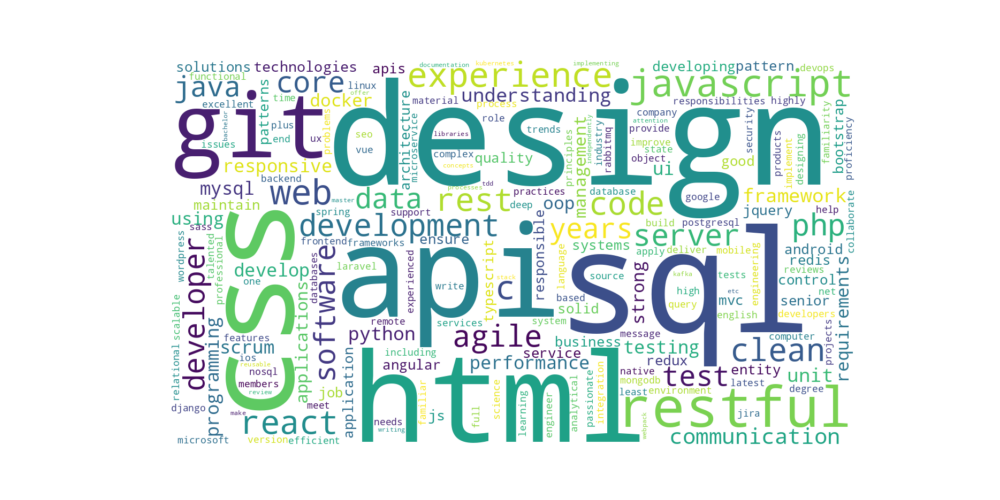 solutions
technologies
apis
experience
documentation
kubernetes
implementing
developing
pattern
devops
functional
java
core
linux
understanding
javascript
excellent
time
docker
material
process
responsibilities
highly
git
design
patterns
plus
issues
end
ux
problems
bachelor
offer
seo
vue
architecture
microservice
role
libraries
complex
trends
quality
concepts
principles
independently
industry
rabbitmq
company
provide
attention
improve
state
object
security
products
implement
designing
familiarity
bootstrap
proficiency
responsive
backend
mysql
maintain
web
master
data
rest
processes
tdd
practices
deep
oop
management
database
code
ui
good
google
framework
jquery
help
collaborate
using
sass
wordpress
talented
professional
css
spring
support
development
frontend
frameworks
ensure
laravel
experienced
api
years
server
build
postgresql
php
systems
apply
deliver
mobile
android
redis
reviews
control
engineering
language
responsible
typescript
developer
develop
one
databases
software
applications
write
c
based
source
strong
kafka
tests
high
query
mvc
etc
senior
net
requirements
english
developers
solid
sql
scalable
relational
programming
features
scrum
ios
nosql
reusable
members
review
remote
services
system
python
agile
business
message
testing
computer
projects
including
service
redux
clean
angular
performance
native
test
entity
mongodb
latest
unit
job
least
environment
degree
django
react
meet
make
application
needs
html
familiar
js
writing
full
science
learning
engineer
analytical
passionate
integration
restful
jira
microsoft
version
efficient
webpack
communication